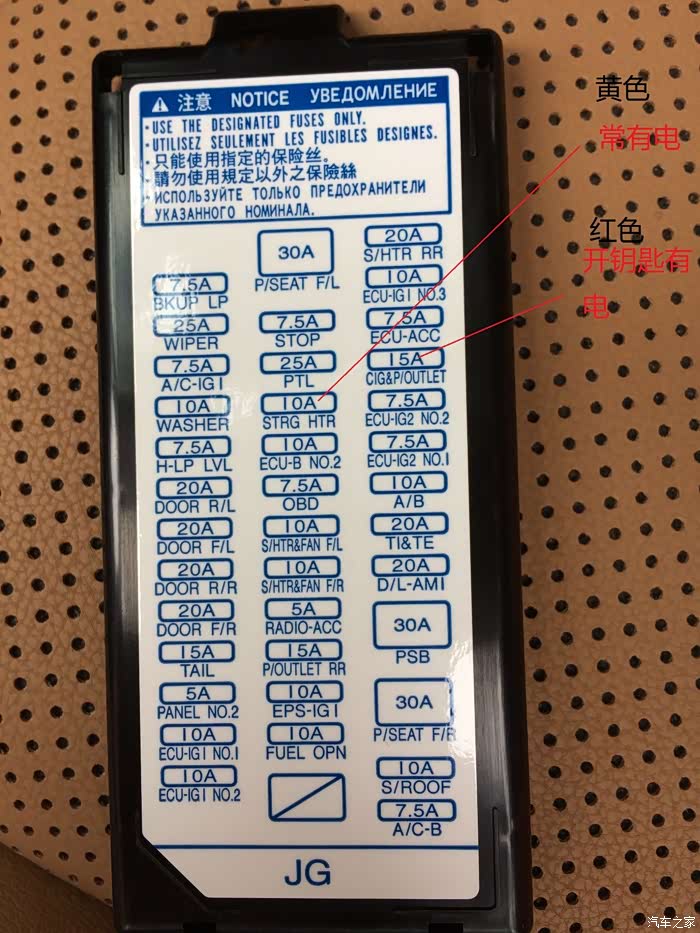 注意 NOTICE УВЕДОМЛЕНИЕ
·USE THE DESIGNATED FUSES ONLY.
·UTILISEZ SEULEMENT LES FUSIBLES DESIGNES.
·只能使用指定的保险丝。
·請勿使用規定以外之保險絲
·ИСПОЛЬЗУЙТЕ ТОЛЬКО ПРЕДОХРАНИТЕЛИ
УКАЗАННОГО НОМИНАЛА.
7.5A
BKUP LP
25A
WIPER
7.5A
A/C-IG1
10A
WASHER
7.5A
H-LP LVL
20A
DOOR R/L
20A
DOOR F/L
20A
DOOR R/R
20A
DOOR F/R
15A
TAIL
5A
PANEL NO.2
10A
ECU-IG1 NO.1
10A
ECU-IG1 NO.2
30A
P/SEAT F/L
7.5A
STOP
25A
PTL
10A
STRG HTR
10A
ECU-B NO.2
7.5A
OBD
10A
S/HTR&FAN F/L
10A
S/HTR&FAN F/R
5A
RADIO-ACC
15A
P/OUTLET RR
10A
EPS-IG1
10A
FUEL OPN
20A
S/HTR RR
10A
ECU-IG1 NO.3
7.5A
ECU-ACC
15A
CIG&P/OUTLET
7.5A
ECU-IG2 NO.2
7.5A
ECU-IG2 NO.1
10A
A/B
20A
TI&TE
20A
D/L-AM1
30A
PSB
30A
P/SEAT F/R
10A
S/ROOF
7.5A
A/C-B
JG
黄色
常有电
红色
开钥匙有
电
汽车之家